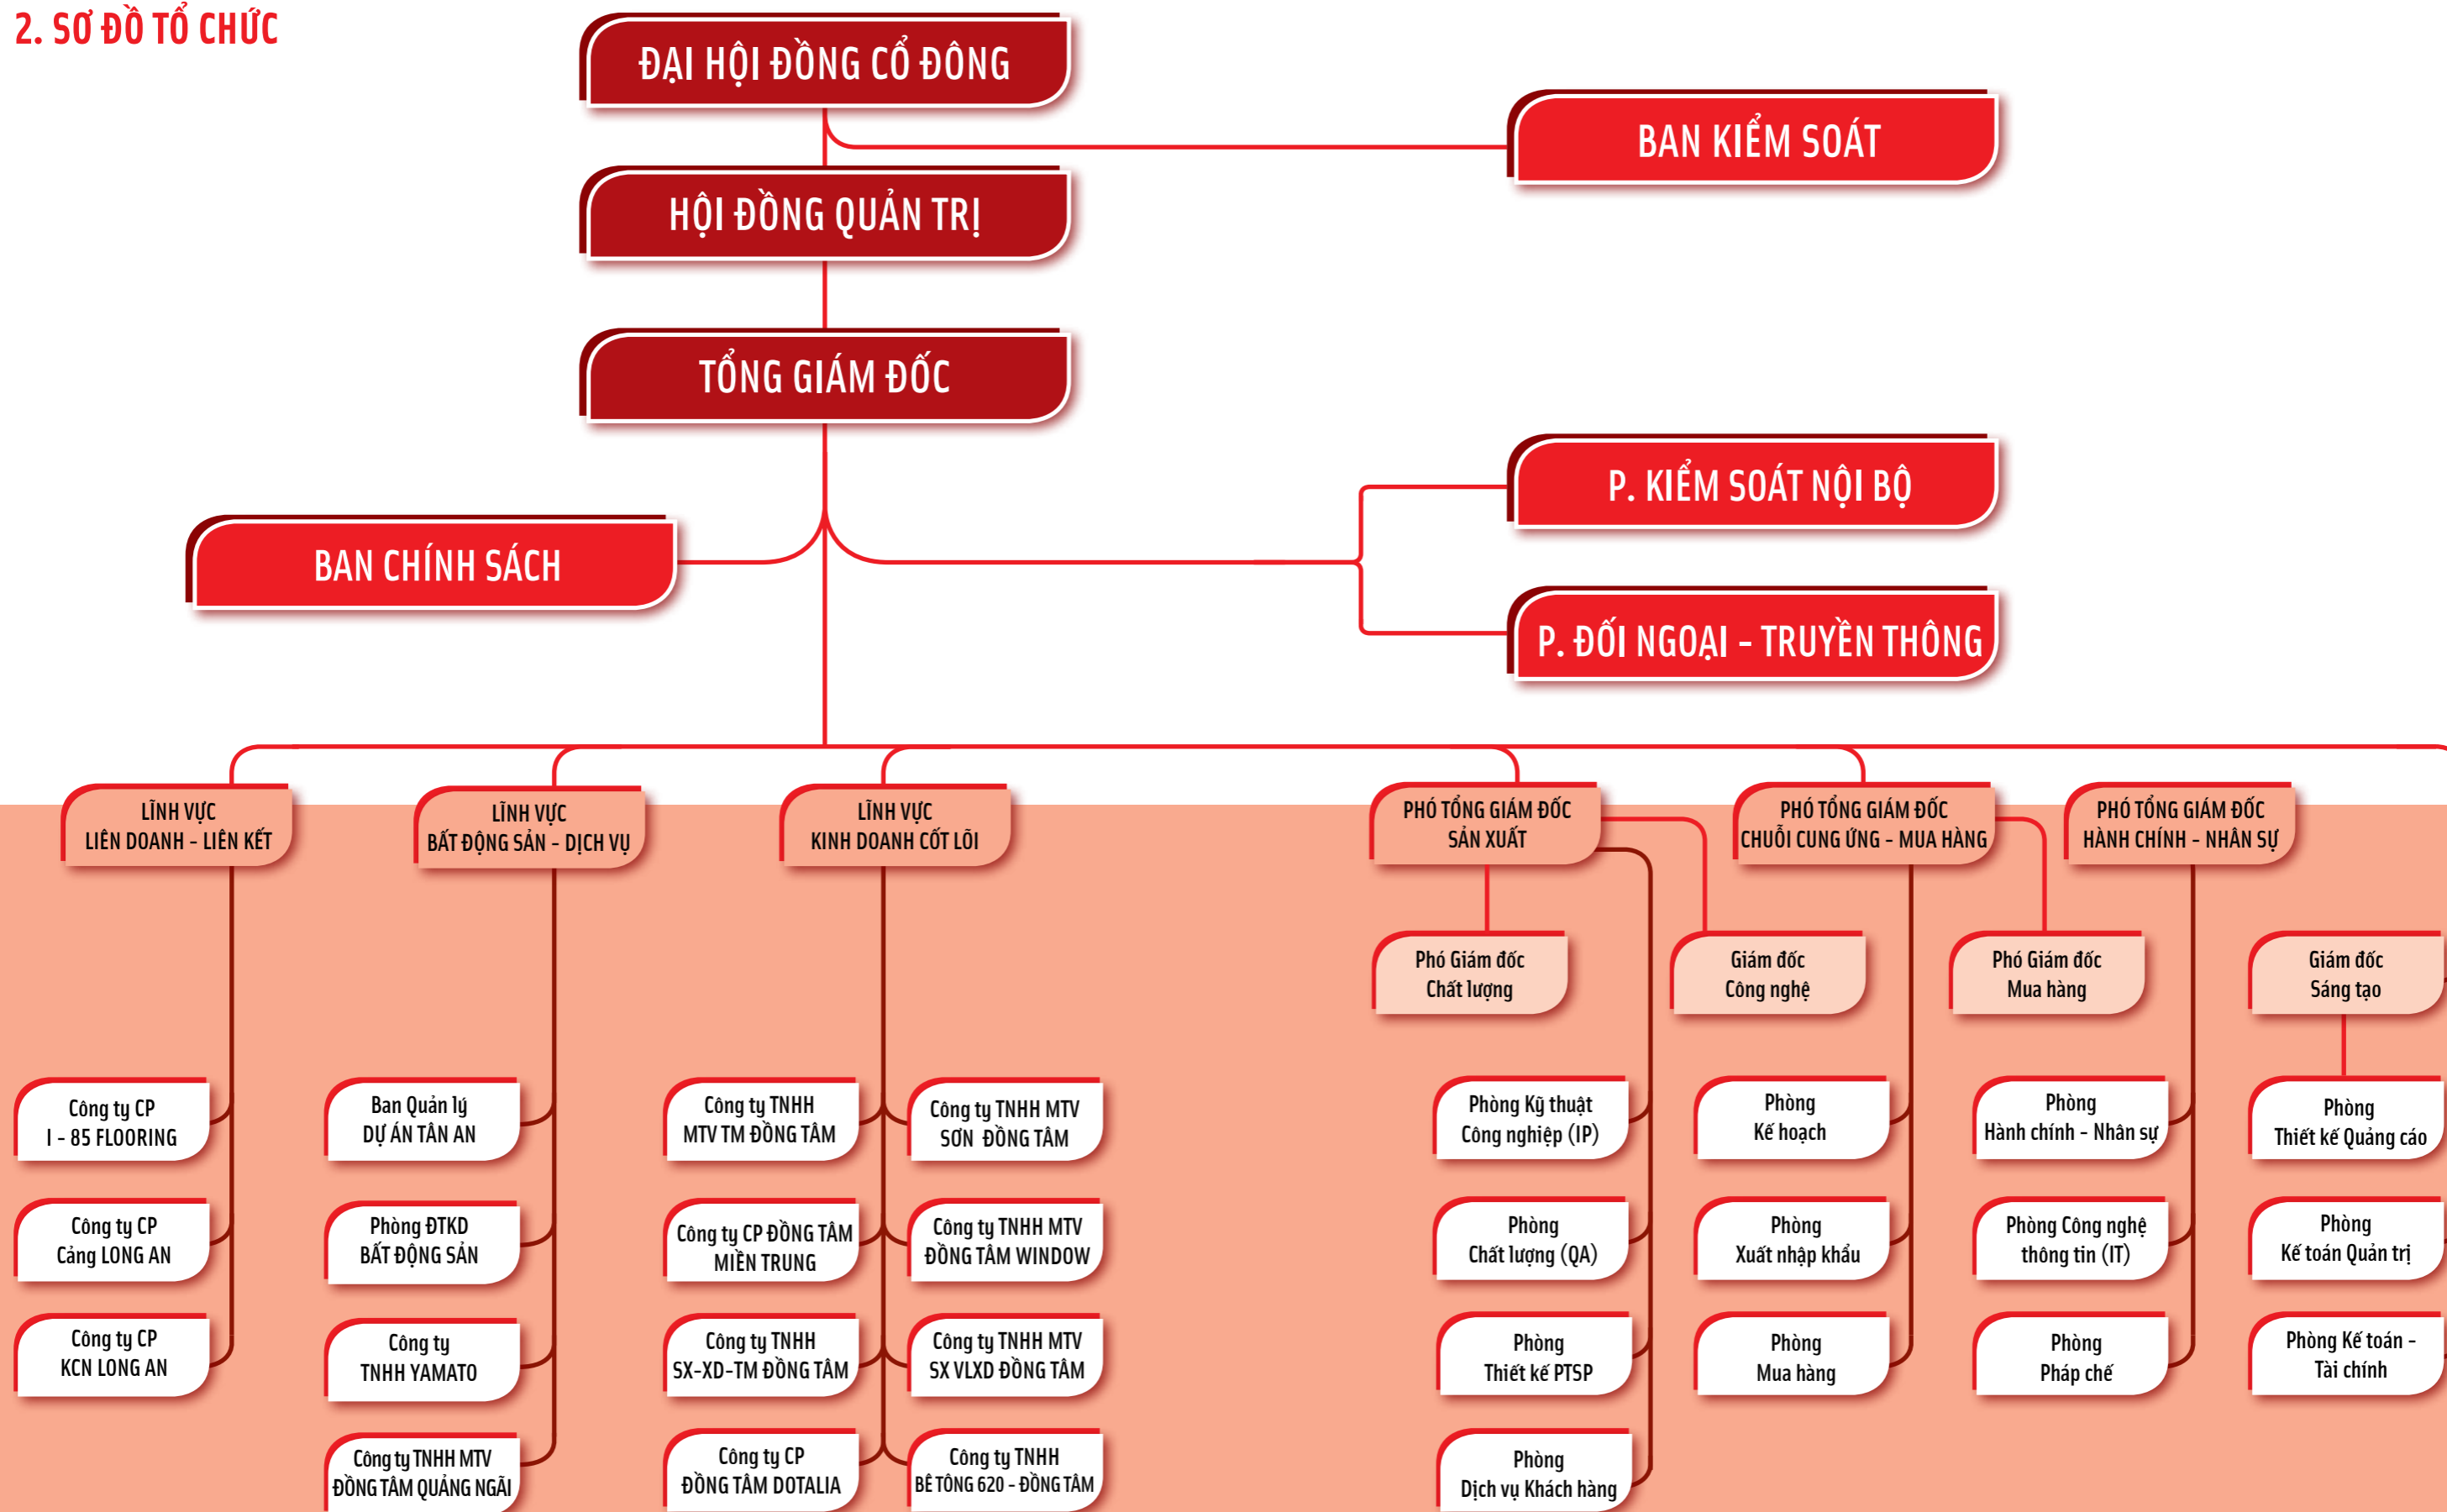 2. SƠ ĐỒ TỔ CHỨC
ĐẠI HỘI ĐỒNG CỔ ĐÔNG
BAN KIỂM SOÁT
HỘI ĐỒNG QUẢN TRỊ
TỔNG GIÁM ĐỐC
P. KIỂM SOÁT NỘI BỘ
BAN CHÍNH SÁCH
P. ĐỐI NGOẠI - TRUYỀN THÔNG
LĨNH VỰC
LIÊN DOANH - LIÊN KẾT
LĨNH VỰC
BẤT ĐỘNG SẢN - DỊCH VỤ
LĨNH VỰC
KINH DOANH CỐT LÕI
PHÓ TỔNG GIÁM ĐỐC
SẢN XUẤT
PHÓ TỔNG GIÁM ĐỐC
CHUỖI CUNG ỨNG - MUA HÀNG
PHÓ TỔNG GIÁM ĐỐC
HÀNH CHÍNH - NHÂN SỰ
Phó Giám đốc
Chất lượng
Giám đốc
Công nghệ
Phó Giám đốc
Mua hàng
Giám đốc
Sáng tạo
Công ty CP
I - 85 FLOORING
Ban Quản lý
DỰ ÁN TÂN AN
Công ty TNHH
MTV TM ĐỒNG TÂM
Công ty TNHH MTV
SƠN ĐỒNG TÂM
Phòng Kỹ thuật
Công nghiệp (IP)
Phòng
Kế hoạch
Phòng
Hành chính - Nhân sự
Phòng
Thiết kế Quảng cáo
Công ty CP
Cảng LONG AN
Phòng ĐTKD
BẤT ĐỘNG SẢN
Công ty CP ĐỒNG TÂM
MIỀN TRUNG
Công ty TNHH MTV
ĐỒNG TÂM WINDOW
Phòng
Chất lượng (QA)
Phòng
Xuất nhập khẩu
Phòng Công nghệ
thông tin (IT)
Phòng
Kế toán Quản trị
Công ty CP
KCN LONG AN
Công ty
TNHH YAMATO
Công ty TNHH
SX-XD-TM ĐỒNG TÂM
Công ty TNHH MTV
SX VLXD ĐỒNG TÂM
Phòng
Thiết kế PTSP
Phòng
Mua hàng
Phòng
Pháp chế
Phòng Kế toán -
Tài chính
Công ty TNHH MTV
ĐỒNG TÂM QUẢNG NGÃI
Công ty CP
ĐỒNG TÂM DOTALIA
Công ty TNHH
BÊ TÔNG 620 - ĐỒNG TÂM
Phòng
Dịch vụ Khách hàng